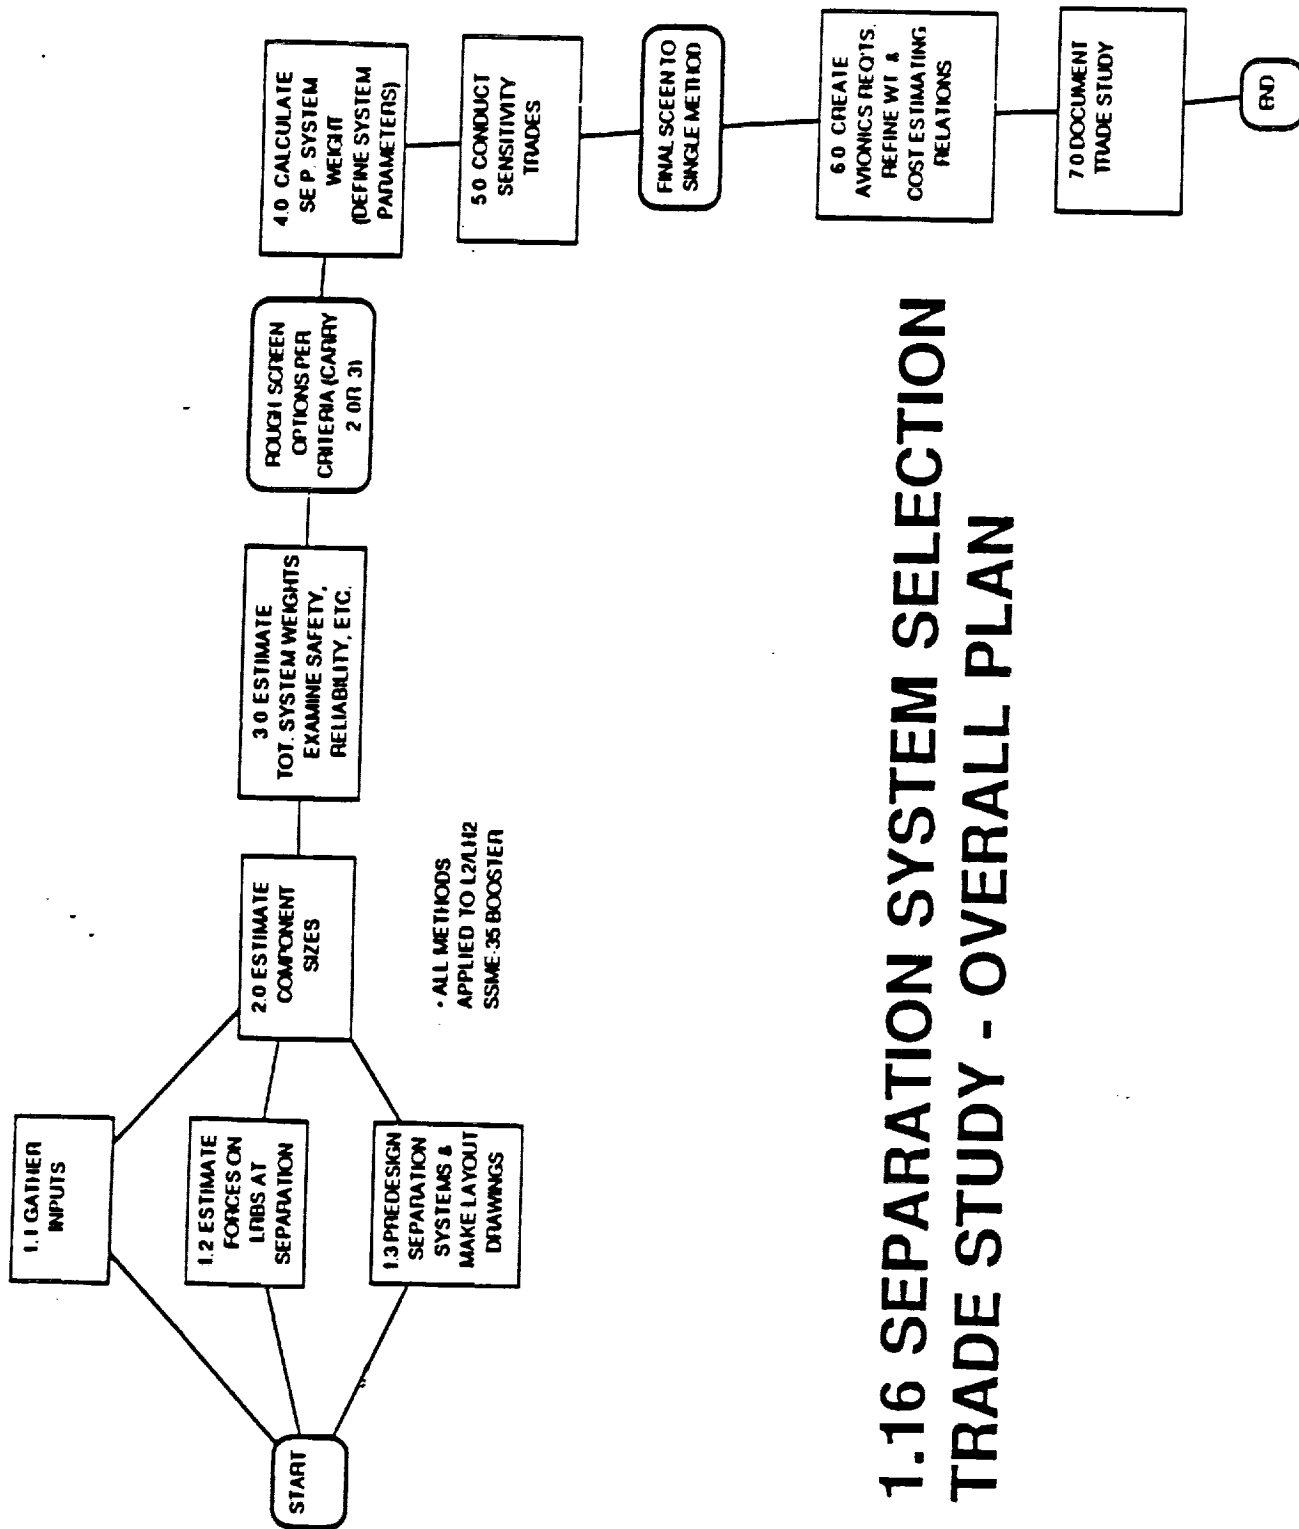 START
1.1 GATHER
INPUTS
1.2 ESTIMATE
FORCES ON
LRBS AT
SEPARATION
1.3 PREDESIGN
SEPARATION
SYSTEMS &
MAKE LAYOUT
DRAWINGS
2.0 ESTIMATE
COMPONENT
SIZES
• ALL METHODS
APPLIED TO L2/LH2
SSME-35 BOOSTER
3.0 ESTIMATE
TOT. SYSTEM WEIGHTS
EXAMINE SAFETY,
RELIABILITY, ETC.
ROUGH SCREEN
OPTIONS PER
CRITERIA (CARRY
2 OR 3)
4.0 CALCULATE
SEP. SYSTEM
WEIGHT
(DEFINE SYSTEM
PARAMETERS)
5.0 CONDUCT
SENSITIVITY
TRADES
FINAL SCEEN TO
SINGLE METHOD
6.0 CREATE
AVIONICS REQ'TS.
REFINE WT &
COST ESTIMATING
RELATIONS
7.0 DOCUMENT
TRADE STUDY
END
1.16 SEPARATION SYSTEM SELECTION
TRADE STUDY - OVERALL PLAN